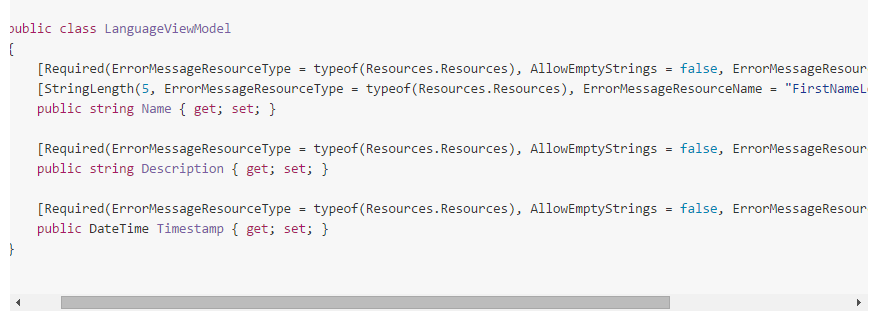 public class LanguageViewModel
{
[Required(ErrorMessageResourceType = typeof(Resources.Resources), AllowEmptyStrings = false, ErrorMessageResour
[StringLength(5, ErrorMessageResourceType = typeof(Resources.Resources), ErrorMessageResourceName = "FirstNameL
public string Name { get; set; }
[Required(ErrorMessageResourceType = typeof(Resources.Resources), AllowEmptyStrings = false, ErrorMessageResour
public string Description { get; set; }
[Required(ErrorMessageResourceType = typeof(Resources.Resources), AllowEmptyStrings = false, ErrorMessageResour
public DateTime Timestamp { get; set; }
}